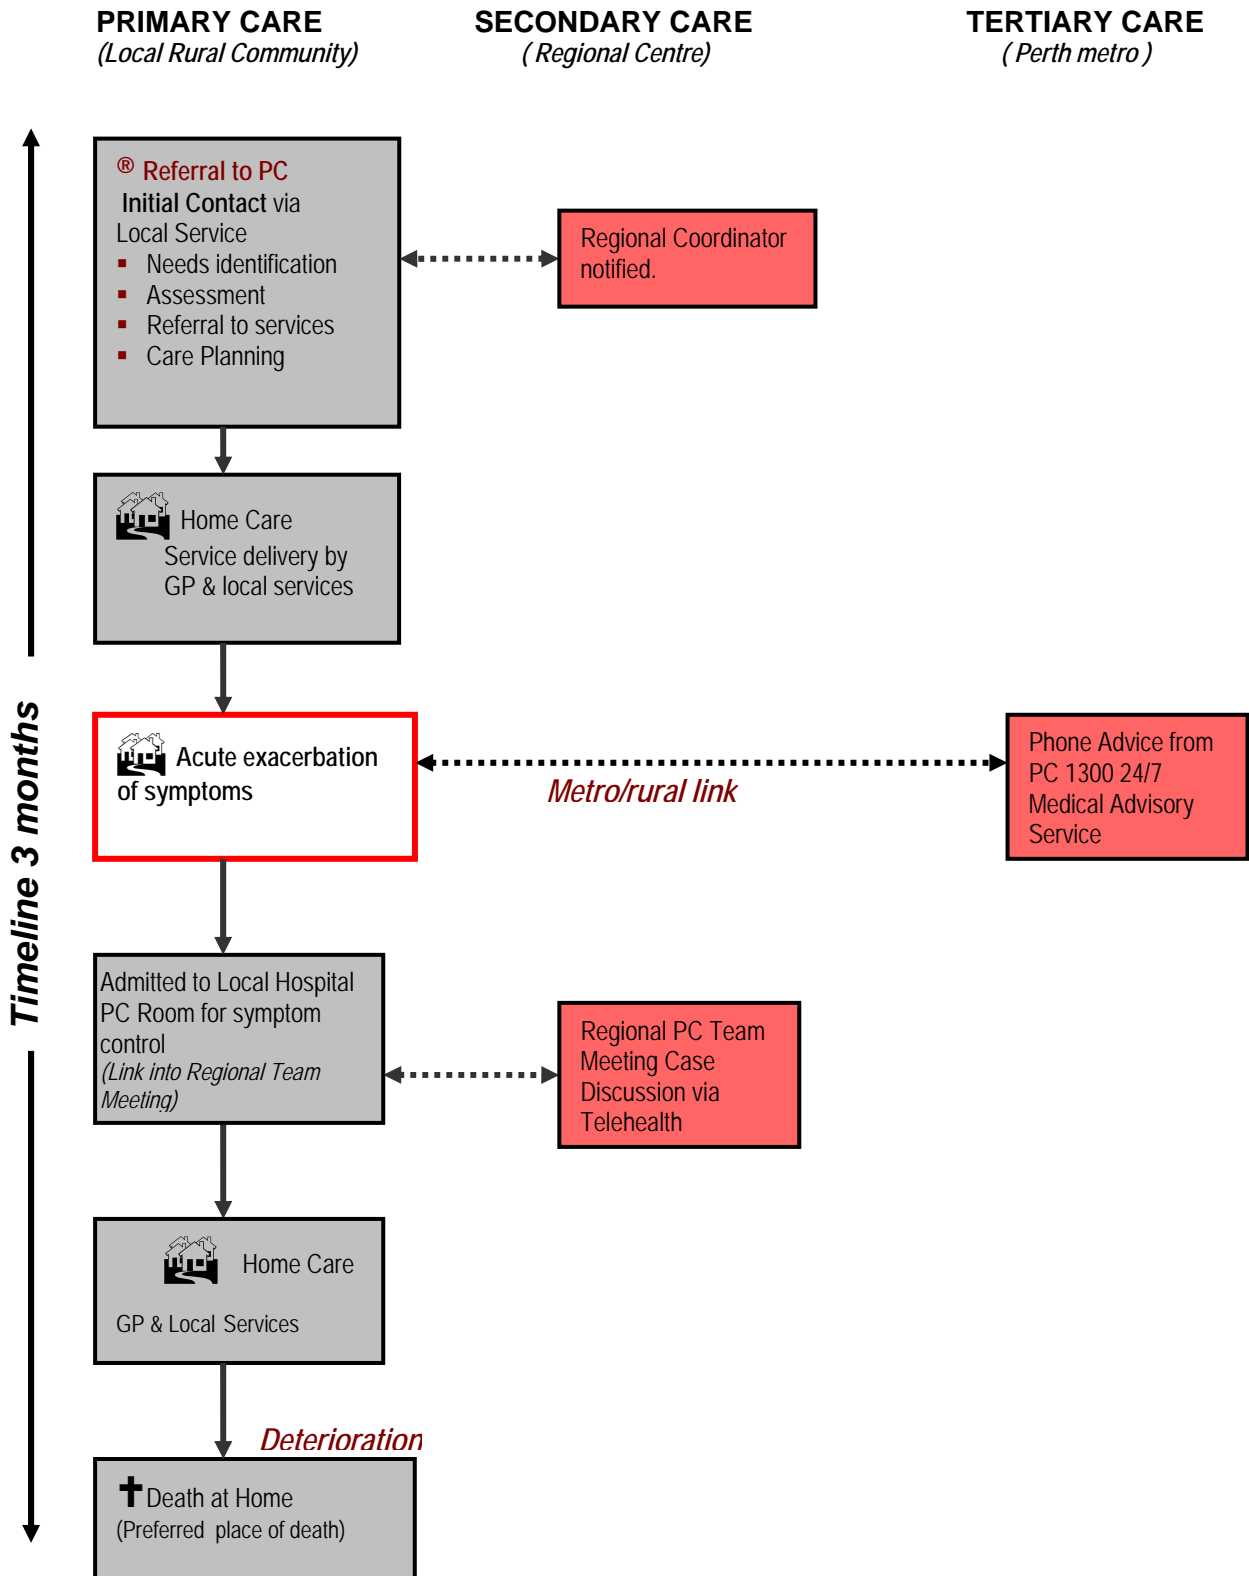 PRIMARY CARE
(Local Rural Community)
SECONDARY CARE
( Regional Centre)
TERTIARY CARE
( Perth metro )
Timeline 3 months
® Referral to PC
Initial Contact via
Local Service
▪ Needs identification
▪ Assessment
▪ Referral to services
▪ Care Planning
Regional Coordinator
notified.
Home Care
Service delivery by
GP & local services
Acute exacerbation
of symptoms
Metro/rural link
Phone Advice from
PC 1300 24/7
Medical Advisory
Service
Admitted to Local Hospital
PC Room for symptom
control
(Link into Regional Team
Meeting)
Regional PC Team
Meeting Case
Discussion via
Telehealth
Home Care
GP & Local Services
Deterioration
✝Death at Home
(Preferred place of death)